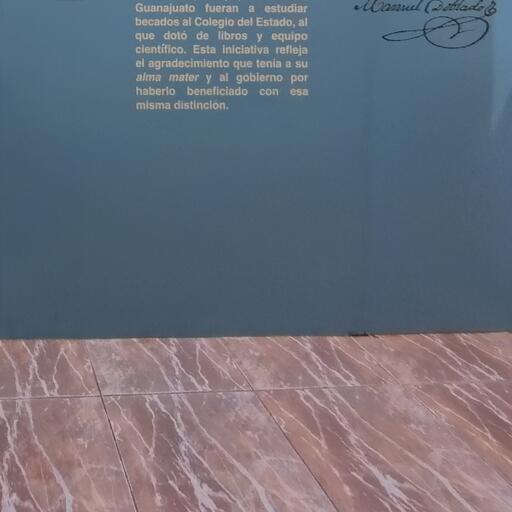 Guanajuato fueran a estudiar
becados al Colegio del Estado, al
que dotó de libros y equipo
científico. Esta iniciativa refleja
el agradecimiento que tenía a su
alma mater y al gobierno por
haberlo beneficiado con esa
misma distinción.
Manuel Doblado